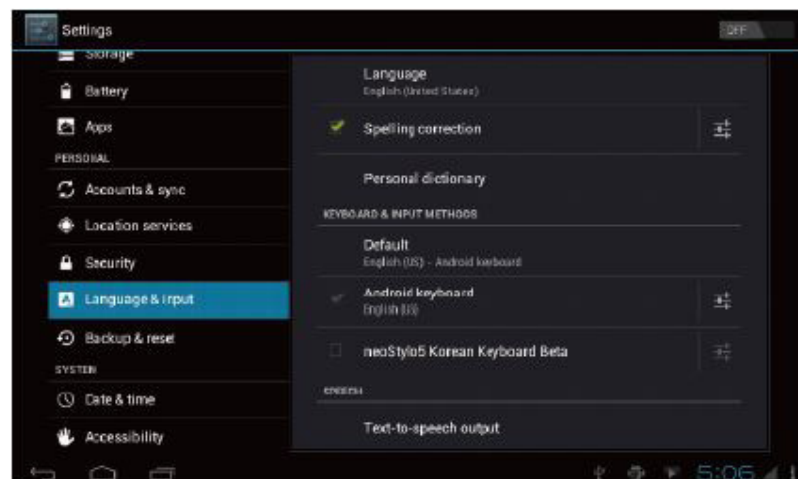 Settings
OFF
Storage
Battery
Apps
PERSONAL
Accounts & sync
Location services
Security
Language & input
Backup & reset
SYSTEM
Date & time
Accessibility
Language
English (United States)
Spelling correction
Personal dictionary
KEYBOARD & INPUT METHODS
Default
English (US) - Android keyboard
Android keyboard
English (US)
neoStylo5 Korean Keyboard Beta
Text-to-speech output
5:06